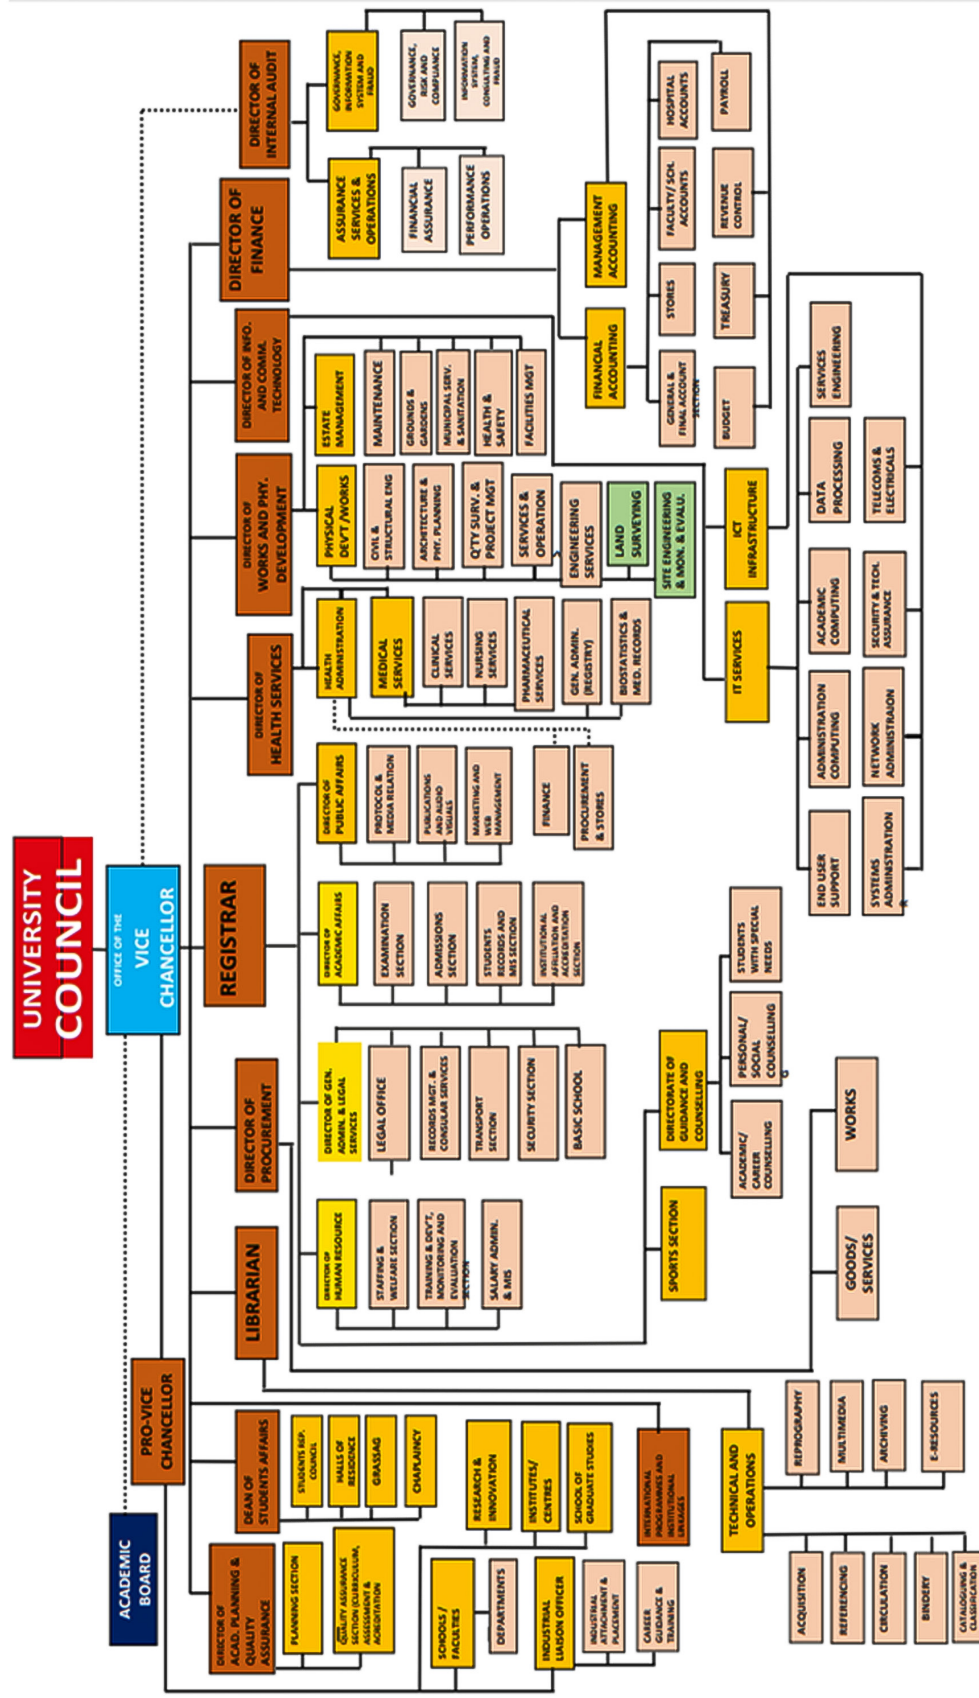 UNIVERSITY
COUNCIL
OFFICE OF THE
VICE
CHANCELLOR
ACADEMIC
BOARD
PRO-VICE
CHANCELLOR
REGISTRAR
DIRECTOR OF
ACAD. PLANNING &
QUALITY
ASSURANCE
DEAN OF
STUDENTS AFFAIRS
LIBRARIAN
DIRECTOR OF
PROCUREMENT
DIRECTOR OF
HEALTH SERVICES
DIRECTOR OF
WORKS AND PHY.
DEVELOPMENT
DIRECTOR OF INFO.
AND COMM.
TECHNOLOGY
DIRECTOR OF
FINANCE
DIRECTOR OF
INTERNAL AUDIT
PLANNING SECTION
QUALITY ASSURANCE
SECTION (CURRICULUM,
ASSESSMENT &
ACREDITATION
STUDENTS REP.
COUNCIL
HALLS OF
RESIDENCE
GRASSAG
CHAPLAINCY
SCHOOLS /
FACULTIES
DEPARTMENTS
INDUSTRIAL
LIAISON OFFICER
INDUSTRIAL
ATTACHMENT &
PLACEMENT
CAREER
GUIDANCE &
TRAINING
RESEARCH &
INNOVATION
INSTITUTES/
CENTRES
SCHOOL OF
GRADUATE STUDIES
INTERNATIONAL
PROGRAMMES AND
INSTITUTIONAL
LINKAGES
TECHNICAL AND
OPERATIONS
ACQUISITION
REFERENCING
CIRCULATION
BINDERY
CATALOGUING &
CLASSIFICATION
REPROGRAPHY
MULTIMEDIA
ARCHIVING
E-RESOURCES
DIRECTOR OF
HUMAN RESOURCE
STAFFING &
WELFARE SECTION
TRAINING & DEV'T,
MONITORING AND
EVALUATION
SECTION
SALARY ADMIN.
& MIS
DIRECTOR OF GEN.
ADMIN. & LEGAL
SERVICES
LEGAL OFFICE
RECORDS MGT. &
CONSULAR SERVICES
TRANSPORT
SECTION
SECURITY SECTION
BASIC SCHOOL
DIRECTOR OF
ACADEMIC AFFAIRS
EXAMINATION
SECTION
ADMISSIONS
SECTION
STUDENTS
RECORDS AND
MIS SECTION
INSTITUTIONAL
AFFILIATION AND
ACCREDITATION
SECTION
DIRECTOR OF
PUBLIC AFFAIRS
PROTOCOL &
MEDIA RELATION
PUBLICATIONS
AND AUDIO
VISUALS
MARKETING AND
WEB
MANAGEMENT
FINANCE
PROCUREMENT
& STORES
SPORTS SECTION
DIRECTORATE OF
GUIDANCE AND
COUNSELLING
ACADEMIC/
CAREER
COUNSELLING
PERSONAL/
SOCIAL
COUNSELLING
G
STUDENTS
WITH SPECIAL
NEEDS
GOODS/
SERVICES
WORKS
HEALTH
ADMINISTRATION
MEDICAL
SERVICES
CLINICAL
SERVICES
NURSING
SERVICES
PHARMACEUTICAL
SERVICES
GEN. ADMIN.
(REGISTRY)
BIOSTATISTICS &
MED. RECORDS
PHYSICAL
DEV'T /WORKS
CIVIL &
STRUCTURAL ENG
ARCHITECTURE &
PHY. PLANNING
Q'TY SURV. &
PROJECT MGT
SERVICES &
OPERATION
ENGINEERING
SERVICES
LAND
SURVEYING
SITE ENGINEERING
& MON. & EVALU.
ESTATE
MANAGEMENT
MAINTENANCE
GROUNDS &
GARDENS
MUNICIPAL SERV.
& SANITATION
HEALTH &
SAFETY
FACILITIES MGT
IT SERVICES
ICT
INFRASTRUCTURE
END USER
SUPPORT
ADMINISTRATION
COMPUTING
ACADEMIC
COMPUTING
DATA
PROCESSING
SERVICES
ENGINEERING
SYSTEMS
ADMINISTRATION
R
NETWORK
ADMINISTRAION
SECURITY & TECH.
ASSURANCE
TELECOMS &
ELECTRICALS
FINANCIAL
ACCOUNTING
MANAGEMENT
ACCOUNTING
GENERAL &
FINAL ACCOUNT
SECTION
STORES
FACULTY/ SCH.
ACCOUNTS
HOSPITAL
ACCOUNTS
BUDGET
TREASURY
REVENUE
CONTROL
PAYROLL
ASSURANCE
SERVICES &
OPERATIONS
FINANCIAL
ASSURANCE
PERFORMANCE
OPERATIONS
GOVERNANCE,
INFORMATION
SYSTEM AND
FRAUD
GOVERNANCE,
RISK AND
COMPLIANCE
INFORMATION
SYSTEM,
CONSULTING AND
FRAUD